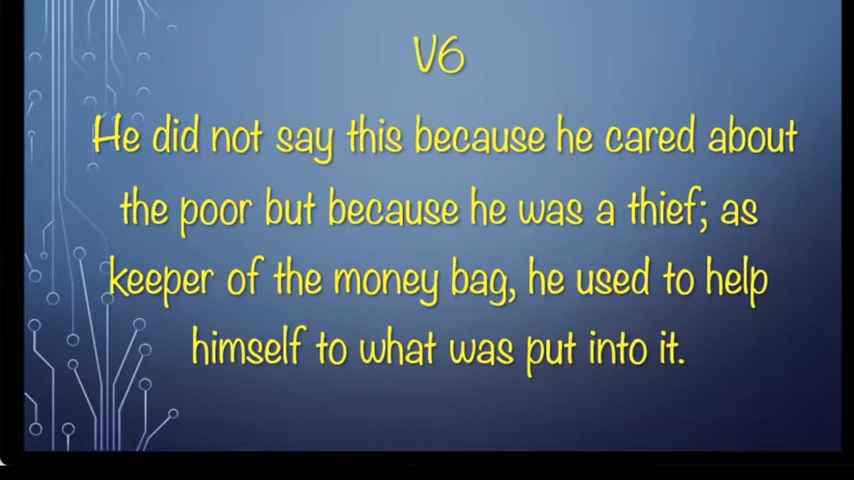 V6
He did not say this because he cared about
the poor but because he was a thief; as
keeper of the money bag, he used to help
himself to what was put into it.